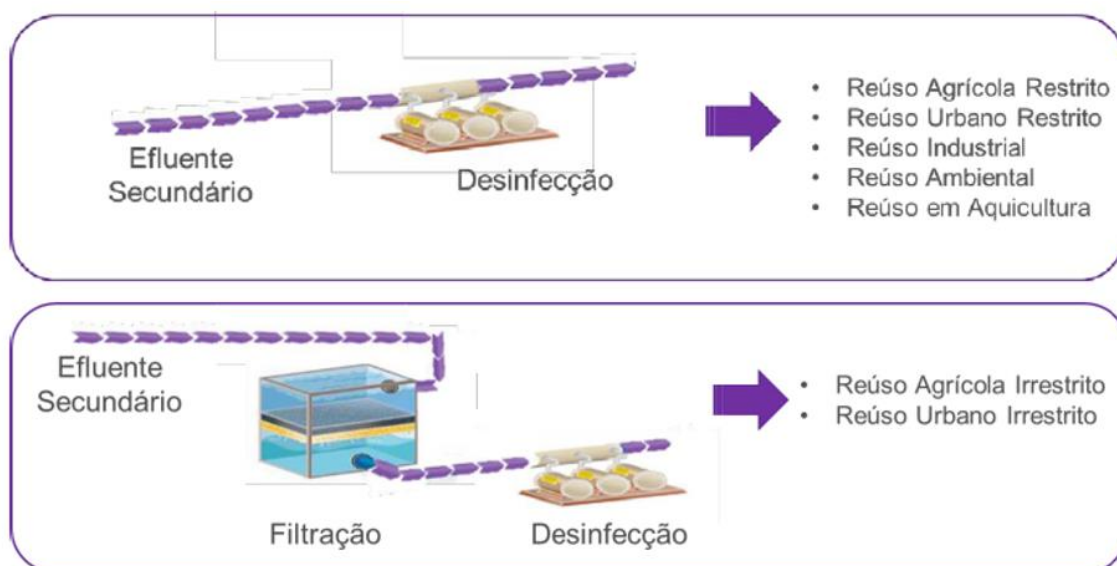 Efluente
Secundário
Desinfecção
• Reúso Agrícola Restrito
• Reúso Urbano Restrito
• Reúso Industrial
• Reúso Ambiental
• Reúso em Aquicultura
Efluente
Secundário
Filtração
Desinfecção
• Reúso Agrícola Irrestrito
• Reúso Urbano Irrestrito